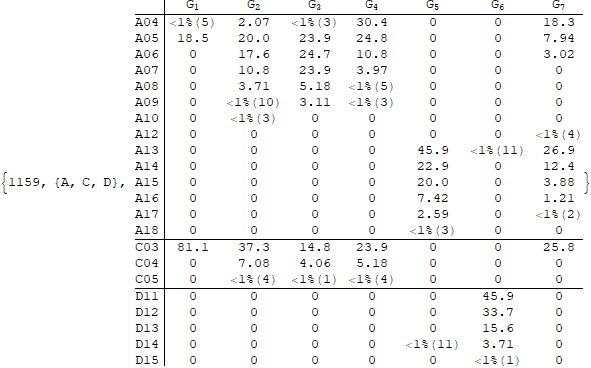 G1 G2 G3 G4 G5 G6 G7
A04 <1%(5) 2.07 <1%(3) 30.4 0 0 18.3
A05 18.5 20.0 23.9 24.8 0 0 7.94
A06 0 17.6 24.7 10.8 0 0 3.02
A07 0 10.8 23.9 3.97 0 0 0
A08 0 3.71 5.18 <1%(5) 0 0 0
A09 0 <1%(10) 3.11 <1%(3) 0 0 0
A10 0 <1%(3) 0 0 0 0 0
A12 0 0 0 0 0 0 <1%(4)
A13 0 0 0 0 45.9 <1%(11) 26.9
A14 0 0 0 0 22.9 0 12.4
{1159, {A, C, D}, A15 0 0 0 0 20.0 0 3.88 }
A16 0 0 0 0 7.42 0 1.21
A17 0 0 0 0 2.59 0 <1%(2)
A18 0 0 0 0 <1%(3) 0 0
C03 81.1 37.3 14.8 23.9 0 0 25.8
C04 0 7.08 4.06 5.18 0 0 0
C05 0 <1%(4) <1%(1) <1%(4) 0 0 0
D11 0 0 0 0 0 45.9 0
D12 0 0 0 0 0 33.7 0
D13 0 0 0 0 0 15.6 0
D14 0 0 0 0 <1%(11) 3.71 0
D15 0 0 0 0 0 <1%(1) 0